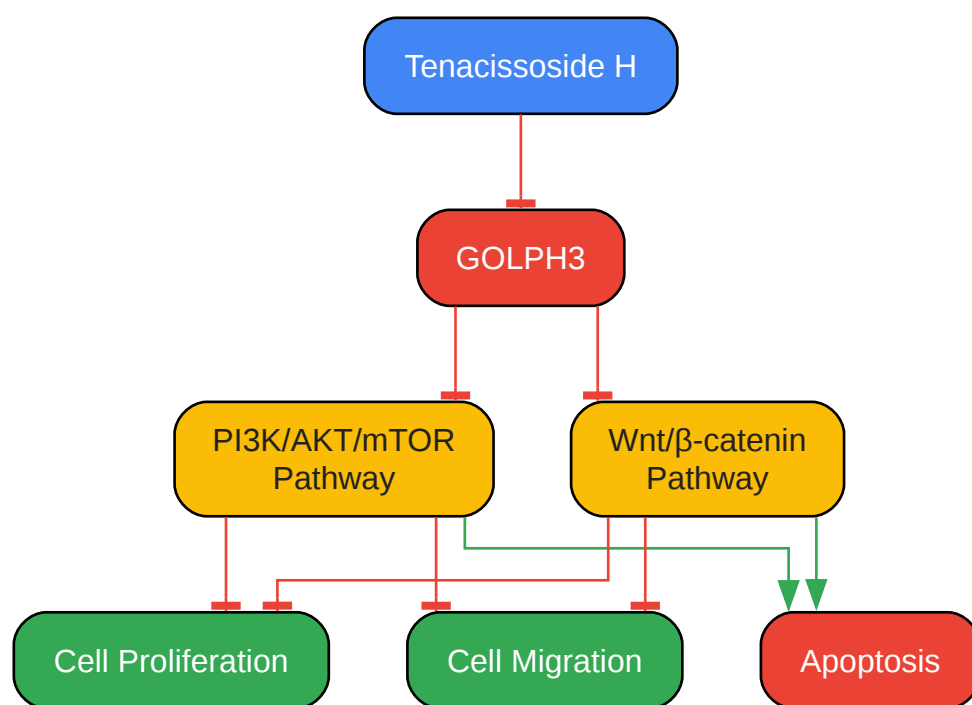 Tenacissoside H
GOLPH3
PI3K/AKT/mTOR
Pathway
Wnt/β-catenin
Pathway
Cell Proliferation
Cell Migration
Apoptosis